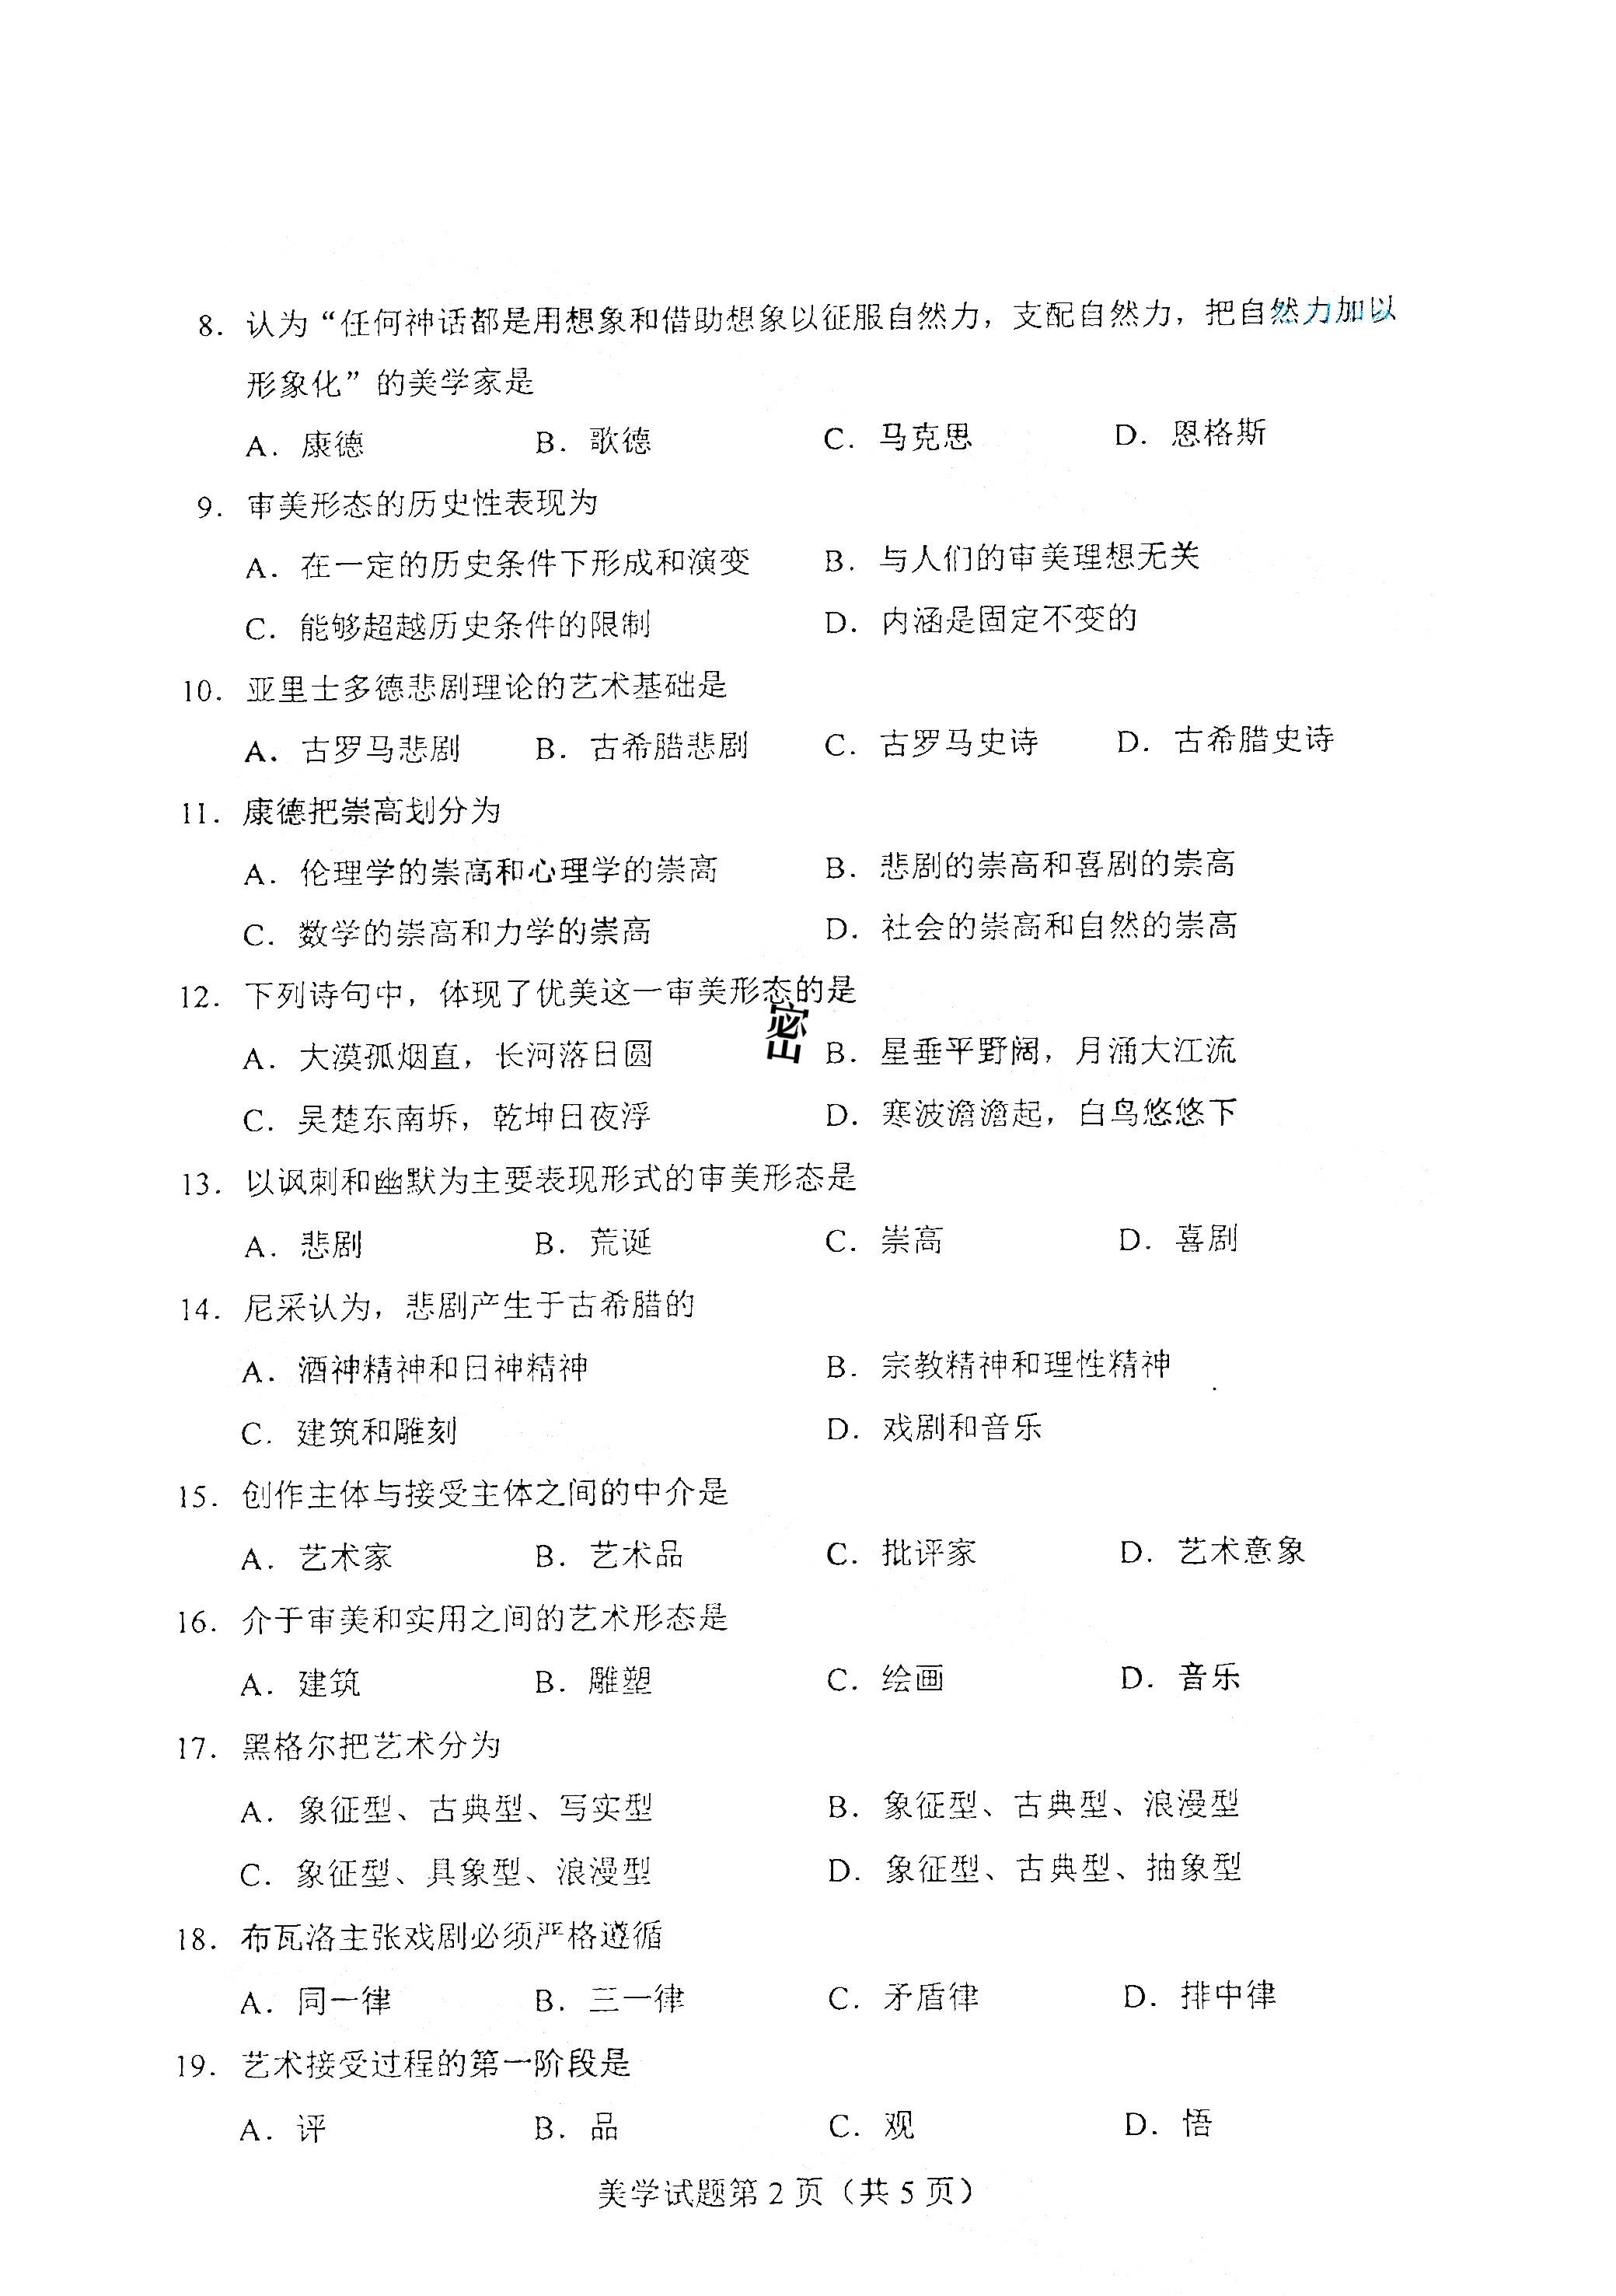 8. 认为“任何神话都是用想象和借助想象以征服自然力，支配自然力，把自然力加以
形象化”的美学家是
A. 康德 B. 歌德 C. 马克思 D. 恩格斯
9. 审美形态的历史性表现为
A. 在一定的历史条件下形成和演变 B. 与人们的审美理想无关
C. 能够超越历史条件的限制 D. 内涵是固定不变的
10. 亚里士多德悲剧理论的艺术基础是
A. 古罗马悲剧 B. 古希腊悲剧 C. 古罗马史诗 D. 古希腊史诗
11. 康德把崇高划分为
A. 伦理学的崇高和心理学的崇高 B. 悲剧的崇高和喜剧的崇高
C. 数学的崇高和力学的崇高 D. 社会的崇高和自然的崇高
12. 下列诗句中，体现了优美这一审美形态的是
密
A. 大漠孤烟直，长河落日圆 B. 星垂平野阔，月涌大江流
C. 吴楚东南坼，乾坤日夜浮 D. 寒波澹澹起，白鸟悠悠下
13. 以讽刺和幽默为主要表现形式的审美形态是
A. 悲剧 B. 荒诞 C. 崇高 D. 喜剧
14. 尼采认为，悲剧产生于古希腊的
A. 酒神精神和日神精神 B. 宗教精神和理性精神
C. 建筑和雕刻 D. 戏剧和音乐
15. 创作主体与接受主体之间的中介是
A. 艺术家 B. 艺术品 C. 批评家 D. 艺术意象
16. 介于审美和实用之间的艺术形态是
A. 建筑 B. 雕塑 C. 绘画 D. 音乐
17. 黑格尔把艺术分为
A. 象征型、古典型、写实型 B. 象征型、古典型、浪漫型
C. 象征型、具象型、浪漫型 D. 象征型、古典型、抽象型
18. 布瓦洛主张戏剧必须严格遵循
A. 同一律 B. 三一律 C. 矛盾律 D. 排中律
19. 艺术接受过程的第一阶段是
A. 评 B. 品 C. 观 D. 悟
美学试题第 2 页（共 5 页）